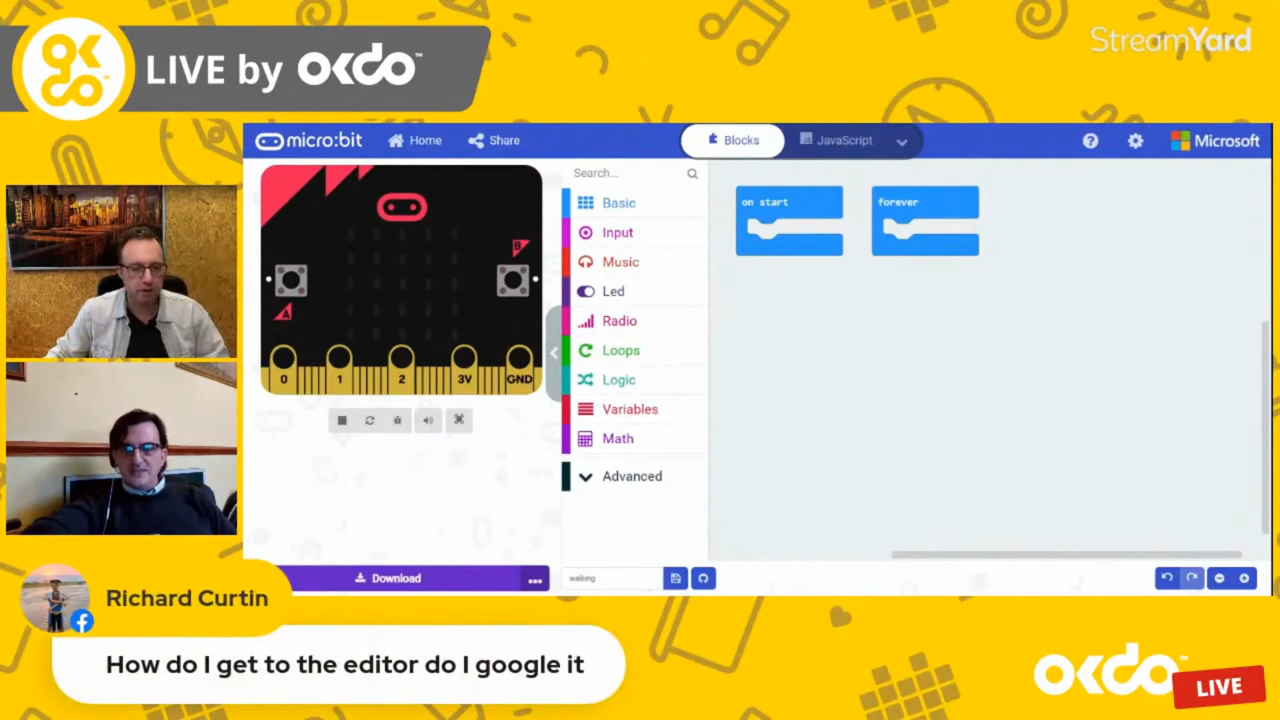 LIVE by OKdo™
StreamYard
micro:bit
Home
Share
Blocks
JavaScript
Microsoft
Search...
Basic
Input
Music
Led
Radio
Loops
Logic
Variables
Math
Advanced
on start
forever
B
A
0 1 2 3V GND
Download
walking
Richard Curtin
How do I get to the editor do I google it
OKdo™
LIVE